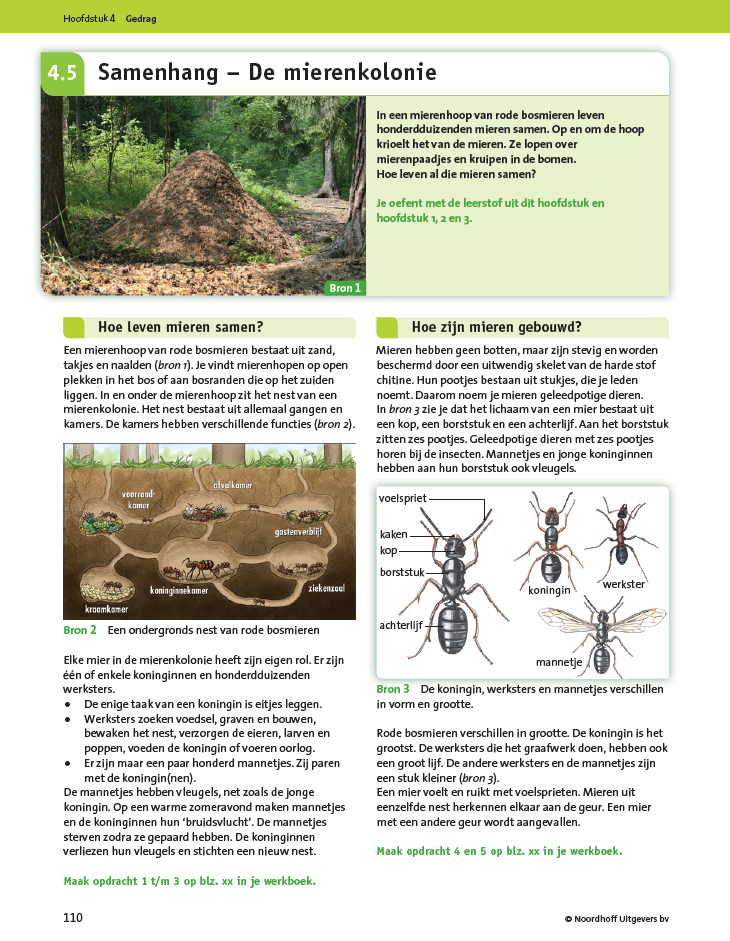 Hoofdstuk 4 Gedrag
4.5 Samenhang – De mierenkolonie
In een mierenhoop van rode bosmieren leven
honderdduizenden mieren samen. Op en om de hoop
krioelt het van de mieren. Ze lopen over
mierenpaadjes en kruipen in de bomen.
Hoe leven al die mieren samen?
Je oefent met de leerstof uit dit hoofdstuk en
hoofdstuk 1, 2 en 3.
Bron 1
Hoe leven mieren samen?
Een mierenhoop van rode bosmieren bestaat uit zand,
takjes en naalden (bron 1). Je vindt mierenhopen op open
plekken in het bos of aan bosranden die op het zuiden
liggen. In en onder de mierenhoop zit het nest van een
mierenkolonie. Het nest bestaat uit allemaal gangen en
kamers. De kamers hebben verschillende functies (bron 2).
voorraad-
kamer
afvalkamer
gastenverblijf
koninginnekamer
ziekenzaal
kraamkamer
Bron 2 Een ondergronds nest van rode bosmieren
Elke mier in de mierenkolonie heeft zijn eigen rol. Er zijn
één of enkele koninginnen en honderdduizenden
werksters.
• De enige taak van een koningin is eitjes leggen.
• Werksters zoeken voedsel, graven en bouwen,
bewaken het nest, verzorgen de eieren, larven en
poppen, voeden de koningin of voeren oorlog.
• Er zijn maar een paar honderd mannetjes. Zij paren
met de koningin(nen).
De mannetjes hebben vleugels, net zoals de jonge
koningin. Op een warme zomeravond maken mannetjes
en de koninginnen hun ‘bruidsvlucht’. De mannetjes
sterven zodra ze gepaard hebben. De koninginnen
verliezen hun vleugels en stichten een nieuw nest.
Maak opdracht 1 t/m 3 op blz. xx in je werkboek.
Hoe zijn mieren gebouwd?
Mieren hebben geen botten, maar zijn stevig en worden
beschermd door een uitwendig skelet van de harde stof
chitine. Hun pootjes bestaan uit stukjes, die je leden
noemt. Daarom noem je mieren geleedpotige dieren.
In bron 3 zie je dat het lichaam van een mier bestaat uit
een kop, een borststuk en een achterlijf. Aan het borststuk
zitten zes pootjes. Geleedpotige dieren met zes pootjes
horen bij de insecten. Mannetjes en jonge koninginnen
hebben aan hun borststuk ook vleugels.
voelspriet
kaken
kop
borststuk
achterlijf
koningin
werkster
mannetje
Bron 3 De koningin, werksters en mannetjes verschillen
in vorm en grootte.
Rode bosmieren verschillen in grootte. De koningin is het
grootst. De werksters die het graafwerk doen, hebben ook
een groot lijf. De andere werksters en de mannetjes zijn
een stuk kleiner (bron 3).
Een mier voelt en ruikt met voelsprieten. Mieren uit
eenzelfde nest herkennen elkaar aan de geur. Een mier
met een andere geur wordt aangevallen.
Maak opdracht 4 en 5 op blz. xx in je werkboek.
110
© Noordhoff Uitgevers bv